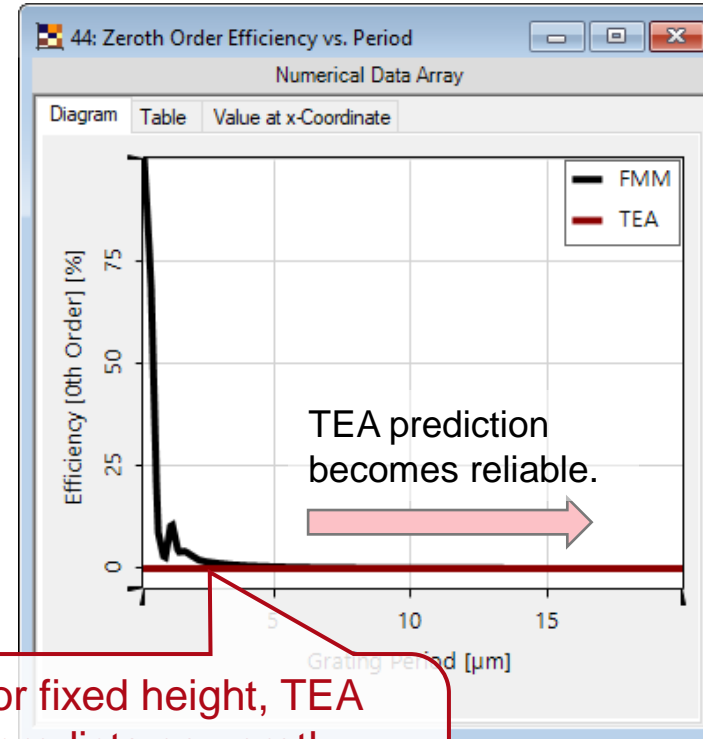 44: Zeroth Order Efficiency vs. Period
Numerical Data Array
Diagram Table Value at x-Coordinate
FMM
TEA
Efficiency [0th Order] [%]
75
50
25
0
TEA prediction
becomes reliable.
5 10 15
Grating Period [µm]
or fixed height, TEA